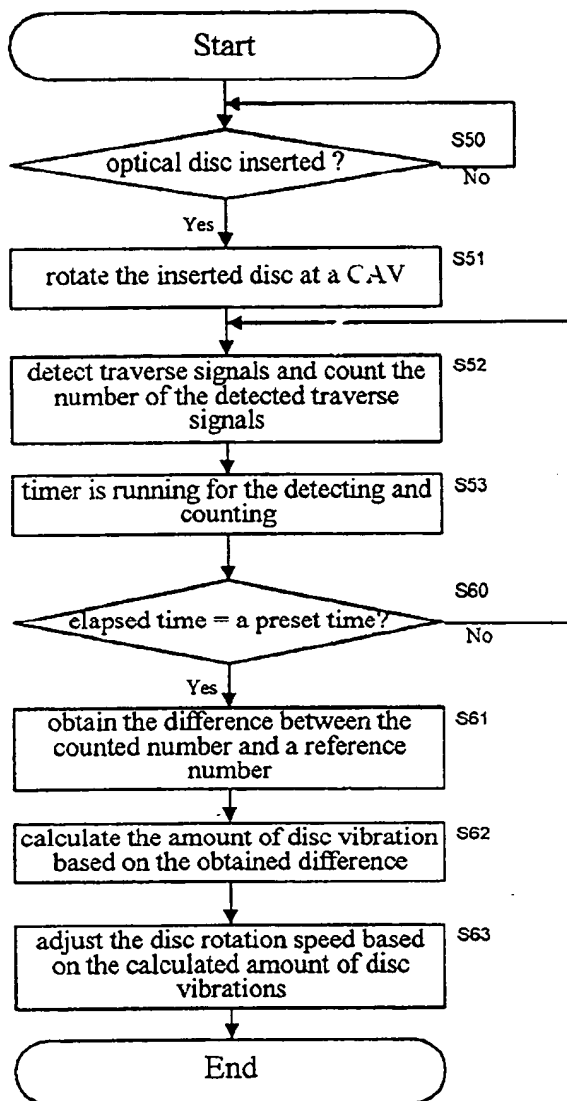 Start
S50
optical disc inserted ?
No
Yes
rotate the inserted disc at a CAV
S51
detect traverse signals and count the
number of the detected traverse
signals
S52
timer is running for the detecting and
counting
S53
S60
elapsed time = a preset time?
No
Yes
obtain the difference between the
counted number and a reference
number
S61
calculate the amount of disc vibration
based on the obtained difference
S62
adjust the disc rotation speed based
on the calculated amount of disc
vibrations
S63
End